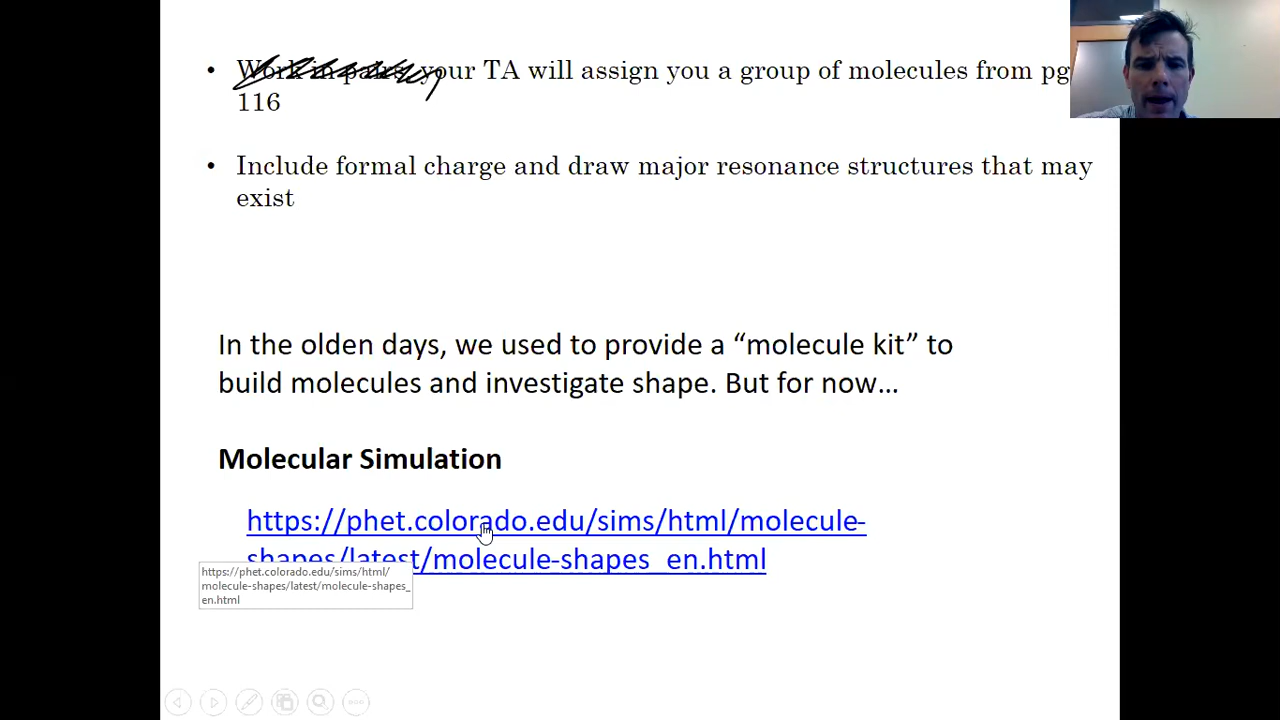 • Work in pairs, your TA will assign you a group of molecules from pg
116
• Include formal charge and draw major resonance structures that may
exist
In the olden days, we used to provide a “molecule kit” to
build molecules and investigate shape. But for now…
Molecular Simulation
https://phet.colorado.edu/sims/html/molecule-
shapes/latest/molecule-shapes_en.html
https://phet.colorado.edu/sims/html/
molecule-shapes/latest/molecule-shapes_
en.html